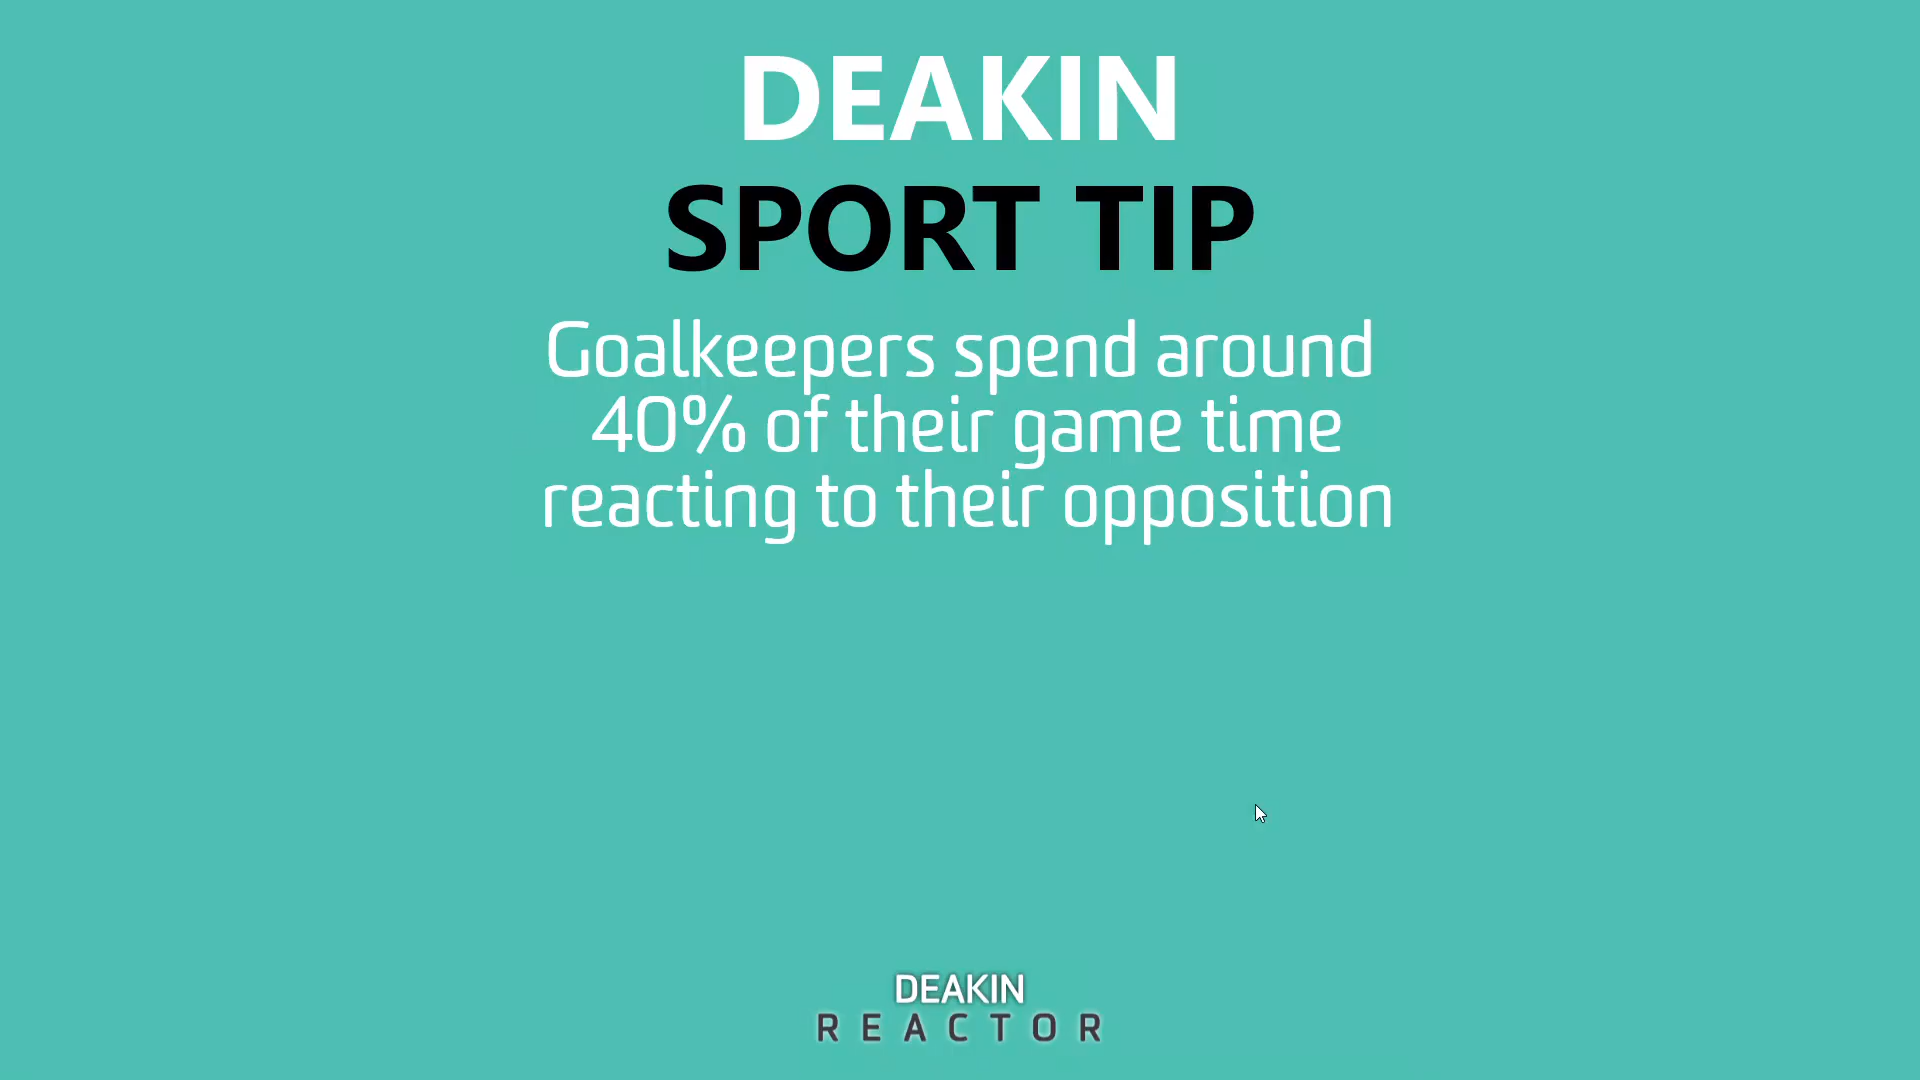 DEAKIN
SPORT TIP
Goalkeepers spend around
40% of their game time
reacting to their opposition
DEAKIN
REACTOR